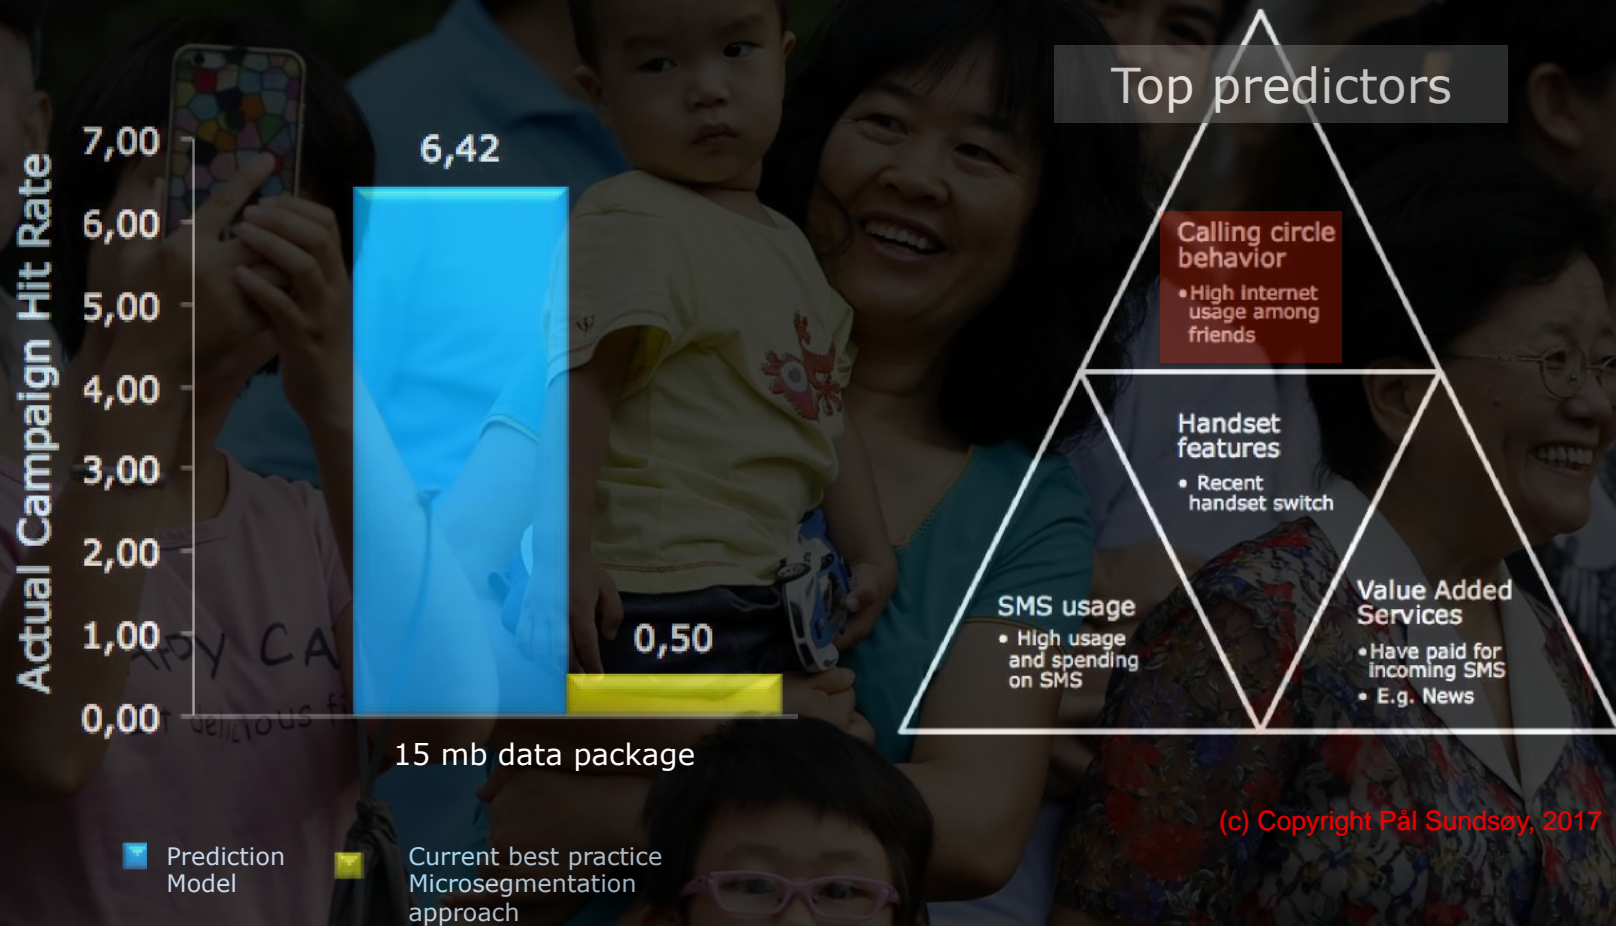 Actual Campaign Hit Rate
7,00
6,00
5,00
4,00
3,00
2,00
1,00
0,00
6,42
0,50
15 mb data package
Prediction
Model
Current best practice
Microsegmentation
approach
Top predictors
Calling circle
behavior
•High internet
usage among
friends
Handset
features
• Recent
handset switch
SMS usage
• High usage
and spending
on SMS
Value Added
Services
•Have paid for
incoming SMS
• E.g. News
(c) Copyright Pål Sundsøy, 2017